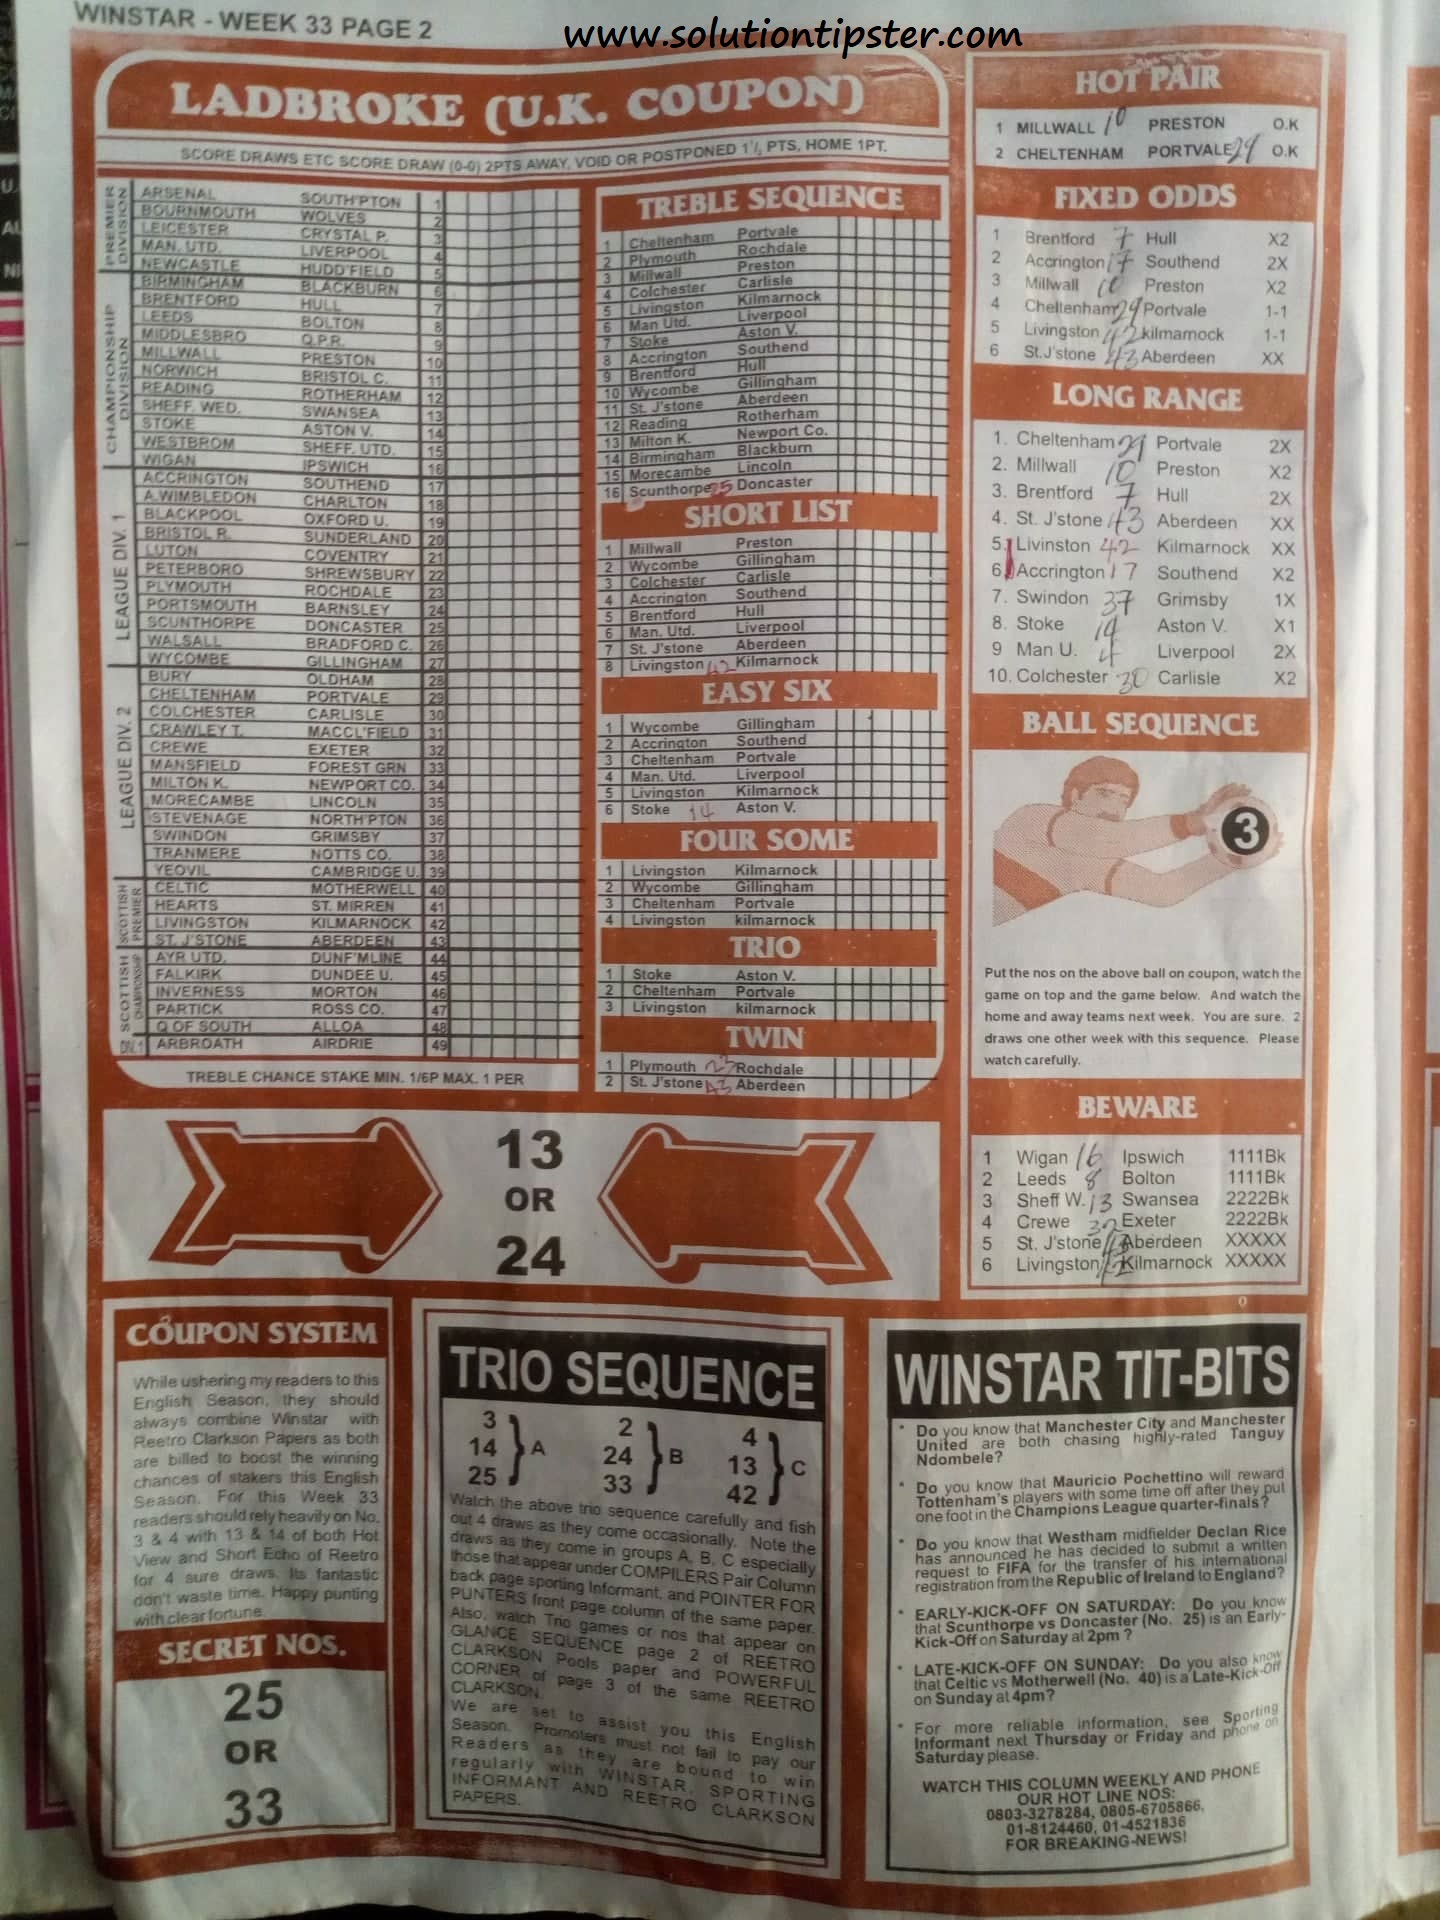 WINSTAR - WEEK 33 PAGE 2
www.solutiontipster.com
LADBROKE (U.K. COUPON)
SCORE DRAWS ETC SCORE DRAW (0-0) 2PTS AWAY, VOID OR POSTPONED 1½ PTS, HOME 1PT.
PREMIER DIVISION
ARSENAL SOUTH'PTON 1
BOURNMOUTH WOLVES 2
LEICESTER CRYSTAL P. 3
MAN. UTD. LIVERPOOL 4
NEWCASTLE HUDD'FIELD 5
CHAMPIONSHIP DIVISION
BIRMINGHAM BLACKBURN 6
BRENTFORD HULL 7
LEEDS BOLTON 8
MIDDLESBRO Q.P.R. 9
MILLWALL PRESTON 10
NORWICH BRISTOL C. 11
READING ROTHERHAM 12
SHEFF. WED. SWANSEA 13
STOKE ASTON V. 14
WESTBROM SHEFF. UTD. 15
WIGAN IPSWICH 16
LEAGUE DIV. 1
ACCRINGTON SOUTHEND 17
A.WIMBLEDON CHARLTON 18
BLACKPOOL OXFORD U. 19
BRISTOL R. SUNDERLAND 20
LUTON COVENTRY 21
PETERBORO SHREWSBURY 22
PLYMOUTH ROCHDALE 23
PORTSMOUTH BARNSLEY 24
SCUNTHORPE DONCASTER 25
WALSALL BRADFORD C. 26
WYCOMBE GILLINGHAM 27
LEAGUE DIV. 2
BURY OLDHAM 28
CHELTENHAM PORTVALE 29
COLCHESTER CARLISLE 30
CRAWLEY T. MACCL'FIELD 31
CREWE EXETER 32
MANSFIELD FOREST GRN 33
MILTON K. NEWPORT CO. 34
MORECAMBE LINCOLN 35
STEVENAGE NORTH'PTON 36
SWINDON GRIMSBY 37
TRANMERE NOTTS CO. 38
YEOVIL CAMBRIDGE U. 39
SCOTTISH PREMIER
CELTIC MOTHERWELL 40
HEARTS ST. MIRREN 41
LIVINGSTON KILMARNOCK 42
ST. J'STONE ABERDEEN 43
SCOTTISH CHAMPIONSHIP
AYR UTD. DUNF'MLINE 44
FALKIRK DUNDEE U. 45
INVERNESS MORTON 46
PARTICK ROSS CO. 47
Q OF SOUTH ALLOA 48
DIV.1
ARBROATH AIRDRIE 49
TREBLE CHANCE STAKE MIN. 1/6P MAX. 1 PER
TREBLE SEQUENCE
1 Cheltenham Portvale
2 Plymouth Rochdale
3 Millwall Preston
4 Colchester Carlisle
5 Livingston Kilmarnock
6 Man Utd. Liverpool
7 Stoke Aston V.
8 Accrington Southend
9 Brentford Hull
10 Wycombe Gillingham
11 St. J'stone Aberdeen
12 Reading Rotherham
13 Milton K. Newport Co.
14 Birmingham Blackburn
15 Morecambe Lincoln
16 Scunthorpe 25 Doncaster
SHORT LIST
1 Millwall Preston
2 Wycombe Gillingham
3 Colchester Carlisle
4 Accrington Southend
5 Brentford Hull
6 Man. Utd. Liverpool
7 St. J'stone Aberdeen
8 Livingston 42 Kilmarnock
EASY SIX
1 Wycombe Gillingham
2 Accrington Southend
3 Cheltenham Portvale
4 Man. Utd. Liverpool
5 Livingston Kilmarnock
6 Stoke 14 Aston V.
FOUR SOME
1 Livingston Kilmarnock
2 Wycombe Gillingham
3 Cheltenham Portvale
4 Livingston kilmarnock
TRIO
1 Stoke Aston V.
2 Cheltenham Portvale
3 Livingston kilmarnock
TWIN
1 Plymouth 23 Rochdale
2 St. J'stone 43 Aberdeen
HOT PAIR
1 MILLWALL 10 PRESTON O.K
2 CHELTENHAM PORTVALE 29 O.K
FIXED ODDS
1 Brentford 7 Hull X2
2 Accrington 17 Southend 2X
3 Millwall 10 Preston X2
4 Cheltenham 29 Portvale 1-1
5 Livingston 42 kilmarnock 1-1
6 St.J'stone 43 Aberdeen XX
LONG RANGE
1. Cheltenham 29 Portvale 2X
2. Millwall 10 Preston X2
3. Brentford 7 Hull 2X
4. St. J'stone 43 Aberdeen XX
5. Livinston 42 Kilmarnock XX
6. Accrington 17 Southend X2
7. Swindon 37 Grimsby 1X
8. Stoke 14 Aston V. X1
9 Man U. 4 Liverpool 2X
10. Colchester 30 Carlisle X2
BALL SEQUENCE
3
Put the nos on the above ball on coupon, watch the
game on top and the game below. And watch the
home and away teams next week. You are sure. 2
draws one other week with this sequence. Please
watch carefully.
BEWARE
1 Wigan 16 Ipswich 1111Bk
2 Leeds 8 Bolton 1111Bk
3 Sheff W. 13 Swansea 2222Bk
4 Crewe 32 Exeter 2222Bk
5 St. J'stone 43 Aberdeen XXXXX
6 Livingston 42 Kilmarnock XXXXX
13
OR
24
COUPON SYSTEM
While ushering my readers to this
English Season, they should
always combine Winstar with
Reetro Clarkson Papers as both
are billed to boost the winning
chances of stakers this English
Season. For this Week 33
readers should rely heavily on No.
3 & 4 with 13 & 14 of both Hot
View and Short Echo of Reetro
for 4 sure draws. Its fantastic
don't waste time. Happy punting
with clear fortune.
SECRET NOS.
25
OR
33
TRIO SEQUENCE
3 14 25 } A
2 24 33 } B
4 13 42 } C
Watch the above trio sequence carefully and fish
out 4 draws as they come occasionally. Note the
draws as they come in groups A, B, C especially
those that appear under COMPILERS Pair Column
back page sporting Informant, and POINTER FOR
PUNTERS front page column of the same paper.
Also, watch Trio games or nos that appear on
GLANCE SEQUENCE page 2 of REETRO
CLARKSON Pools paper and POWERFUL
CORNER of page 3 of the same REETRO
CLARKSON.
We are set to assist you this English
Season. Promoters must not fail to pay our
Readers as they are bound to win
regularly with WINSTAR, SPORTING
INFORMANT AND REETRO CLARKSON
PAPERS.
WINSTAR TIT-BITS
* Do you know that Manchester City and Manchester
United are both chasing highly-rated Tanguy
Ndombele?
* Do you know that Mauricio Pochettino will reward
Tottenham's players with some time off after they put
one foot in the Champions League quarter-finals?
* Do you know that Westham midfielder Declan Rice
has announced he has decided to submit a written
request to FIFA for the transfer of his international
registration from the Republic of Ireland to England?
* EARLY-KICK-OFF ON SATURDAY: Do you know
that Scunthorpe vs Doncaster (No. 25) is an Early-
Kick-Off on Saturday at 2pm ?
* LATE-KICK-OFF ON SUNDAY: Do you also know
that Celtic vs Motherwell (No. 40) is a Late-Kick-Off
on Sunday at 4pm?
* For more reliable information, see Sporting
Informant next Thursday or Friday and phone on
Saturday please.
WATCH THIS COLUMN WEEKLY AND PHONE
OUR HOT LINE NOS:
0803-3278284, 0805-6705866,
01-8124460, 01-4521836
FOR BREAKING-NEWS!